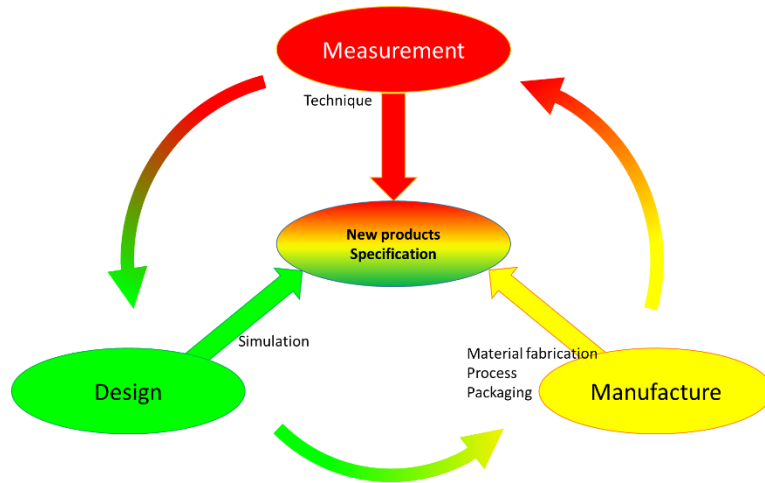 Measurement
Technique
New products
Specification
Simulation
Material fabrication
Process
Packaging
Design
Manufacture